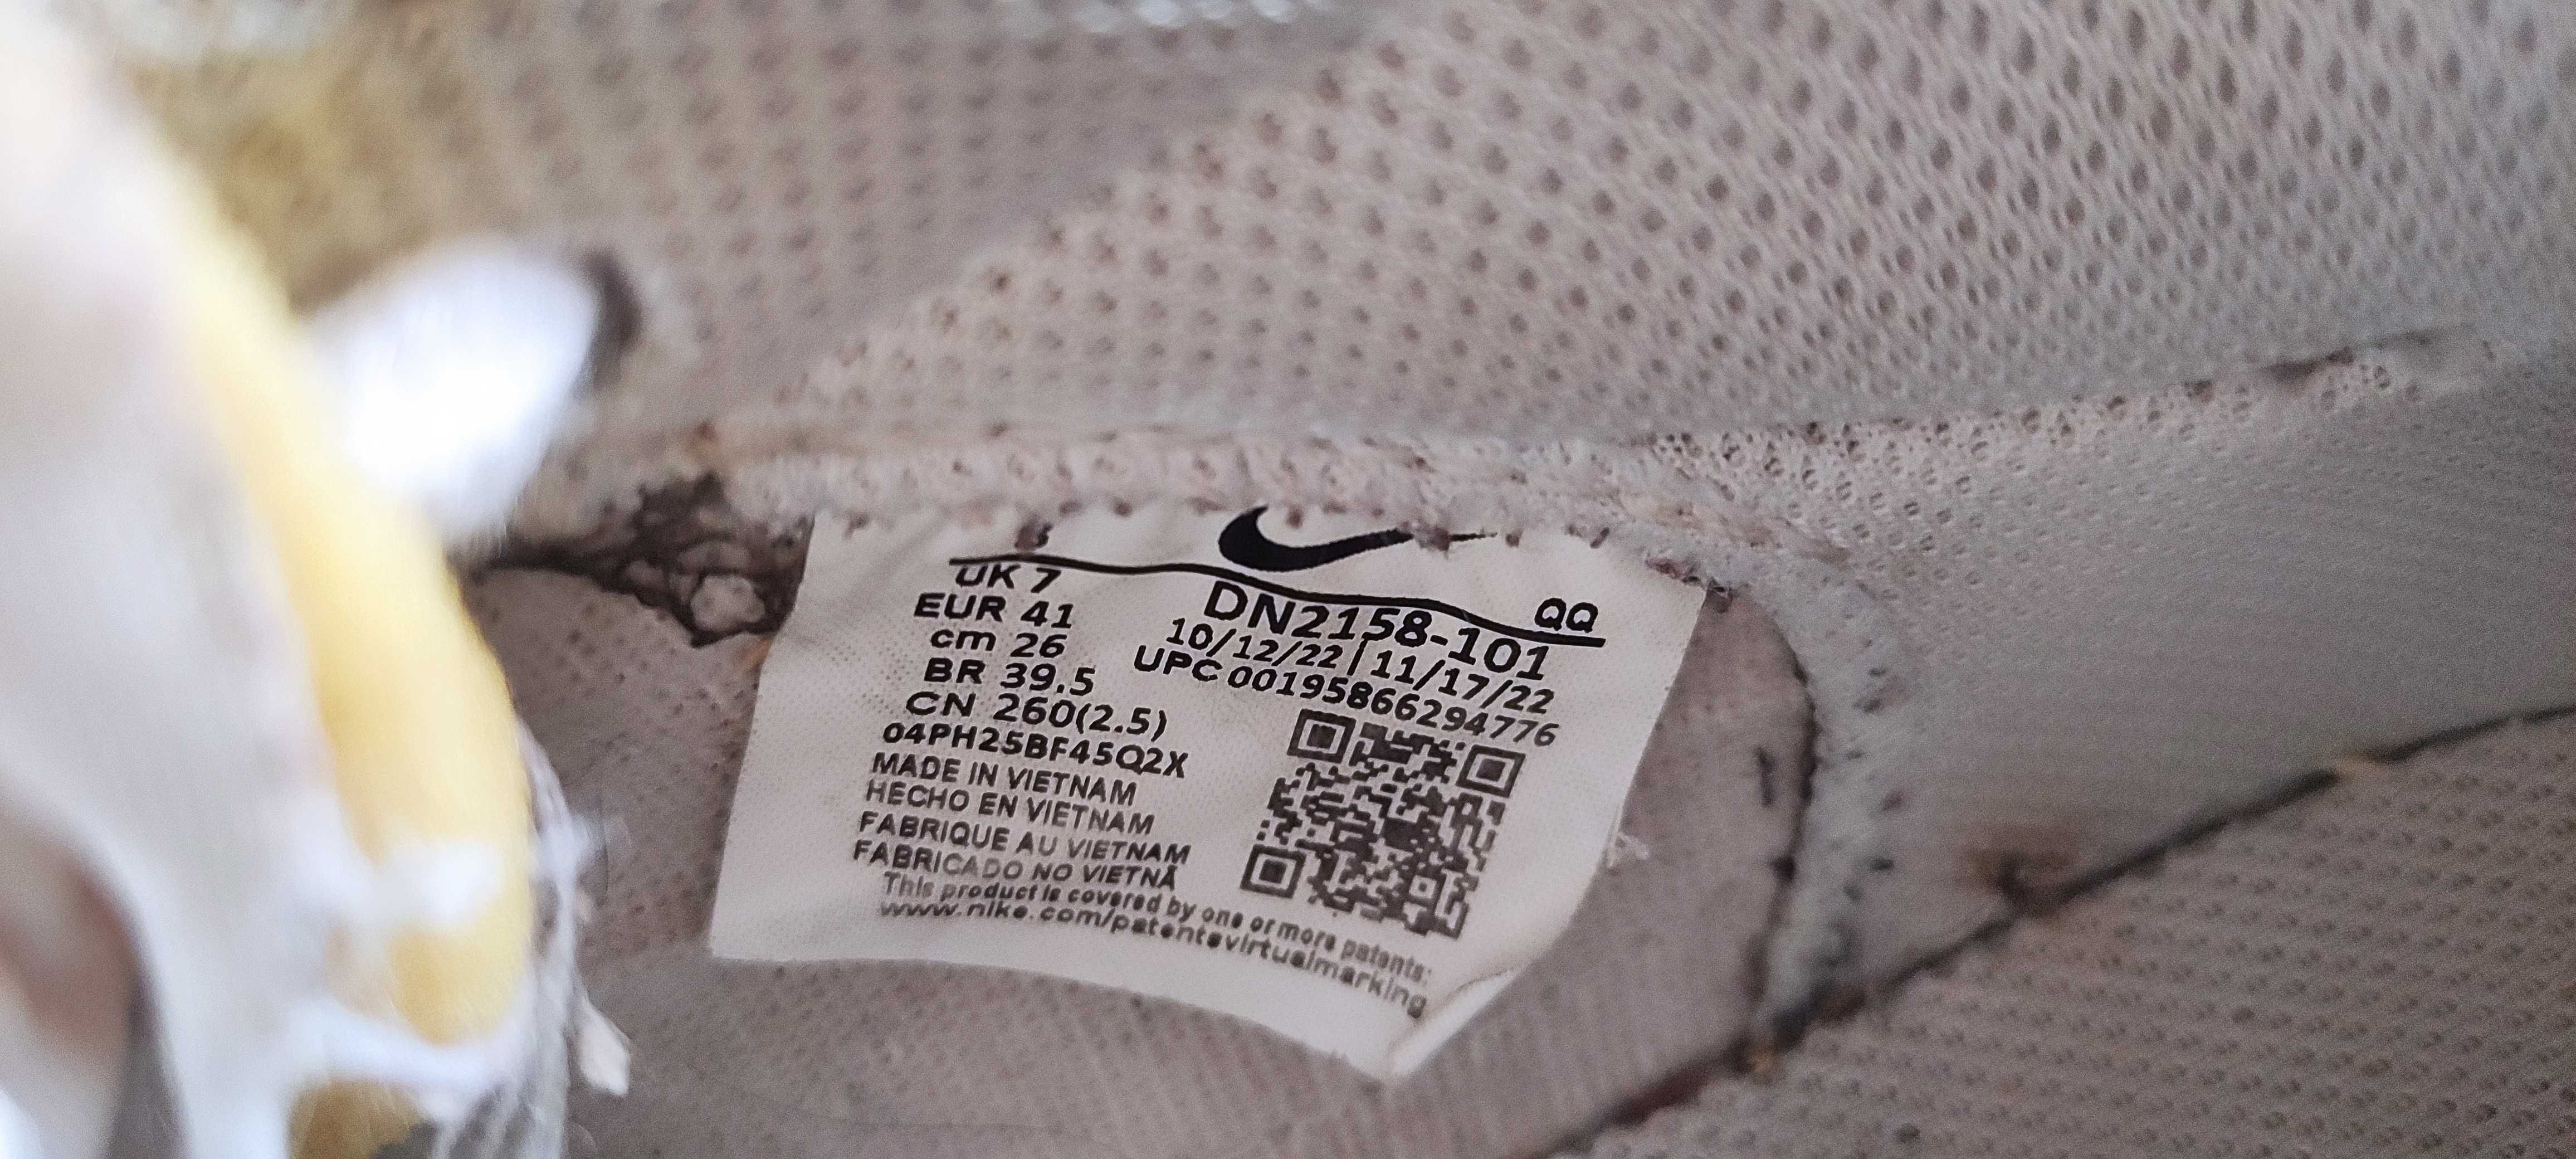 QQ
UK 7
EUR 41
cm 26
BR 39.5
CN 260(2.5)
04PH25BF45Q2X
MADE IN VIETNAM
HECHO EN VIETNAM
FABRIQUE AU VIETNAM
FABRICADO NO VIETNÃ
DN2158-101
10/12/22 | 11/17/22
UPC 00195866294776
This product is covered by one or more patents:
www.nike.com/patentsvirtualmarking